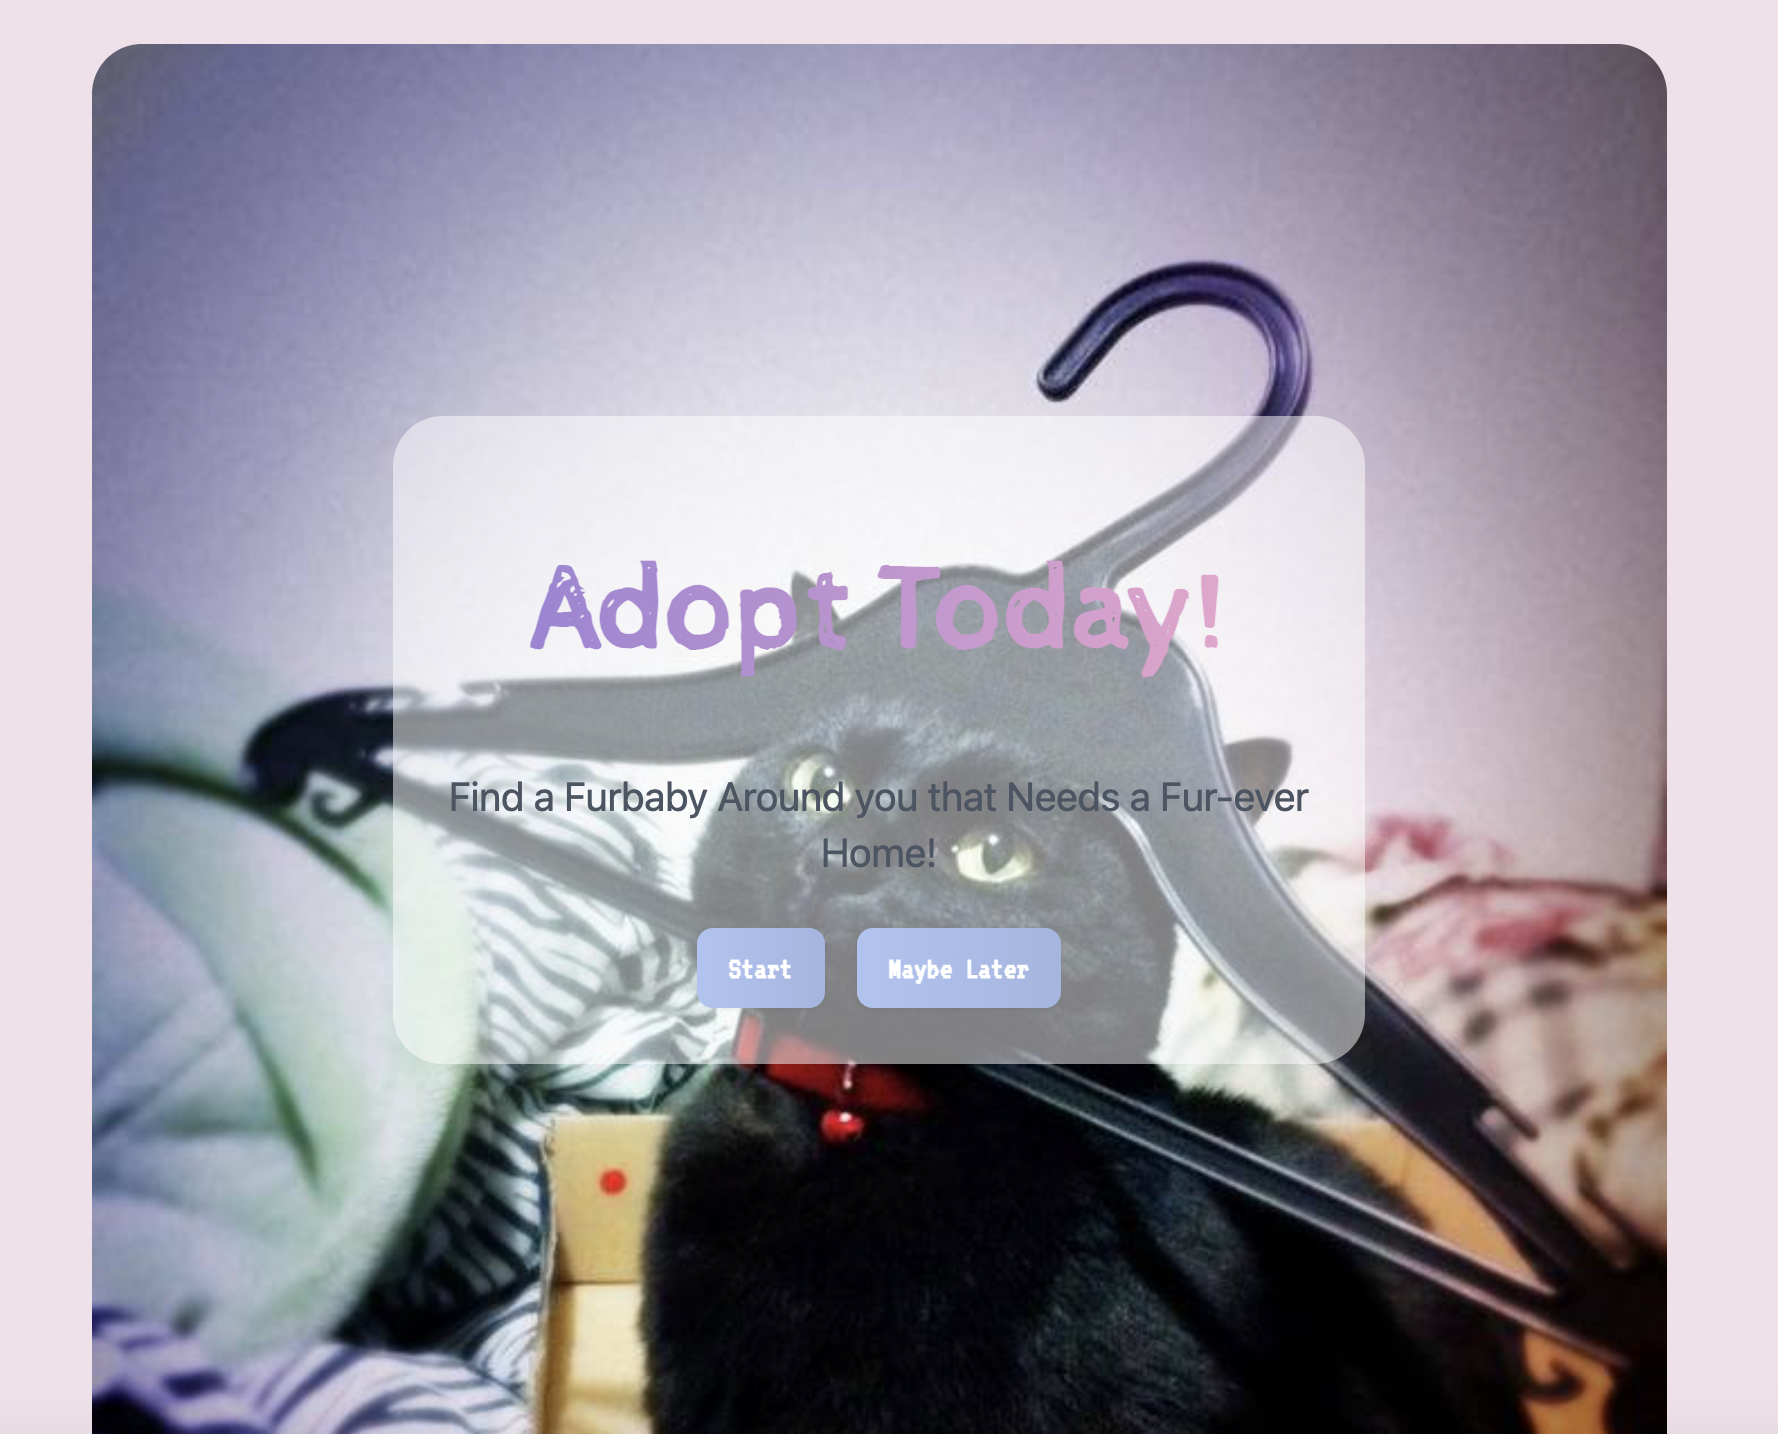 Adopt Today!
Find a Furbaby Around you that Needs a Fur-ever
Home!
Start
Maybe Later